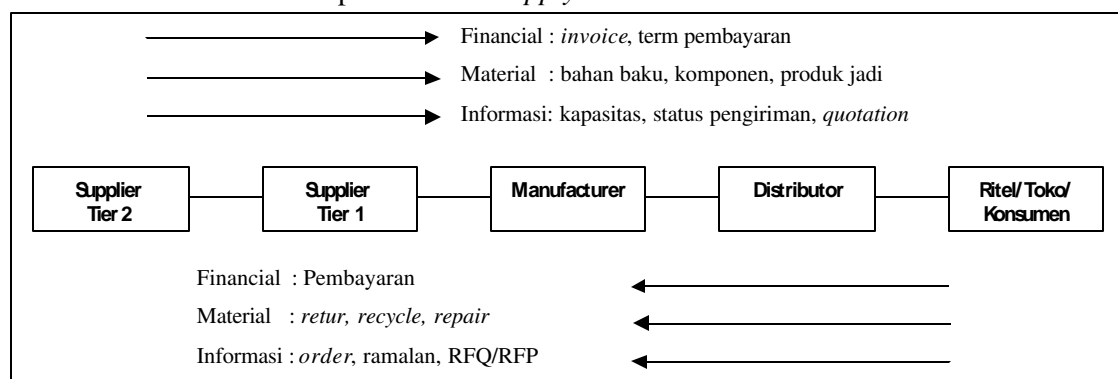 Financial : invoice, term pembayaran
Material : bahan baku, komponen, produk jadi
Informasi: kapasitas, status pengiriman, quotation
Supplier
Tier 2
Supplier
Tier 1
Manufacturer
Distributor
Ritel/ Toko/
Konsumen
Financial : Pembayaran
Material : retur, recycle, repair
Informasi : order, ramalan, RFQ/RFP